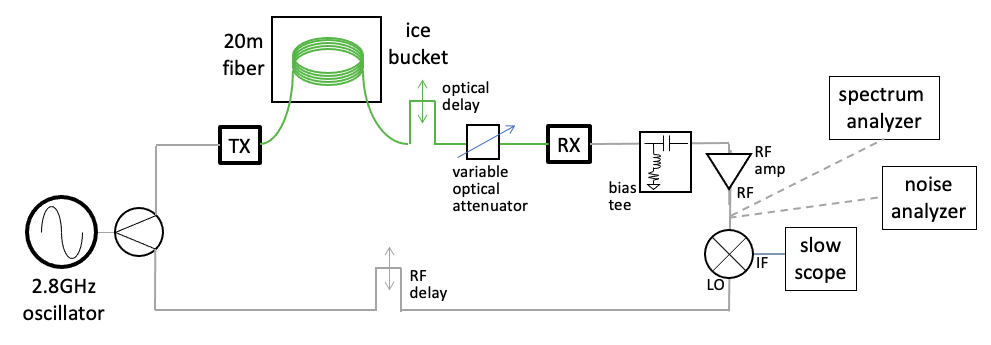 20m
fiber
ice
bucket
optical
delay
TX
variable
optical
attenuator
RX
bias
tee
RF
amp
RF
spectrum
analyzer
noise
analyzer
2.8GHz
oscillator
RF
delay
LO
IF
slow
scope